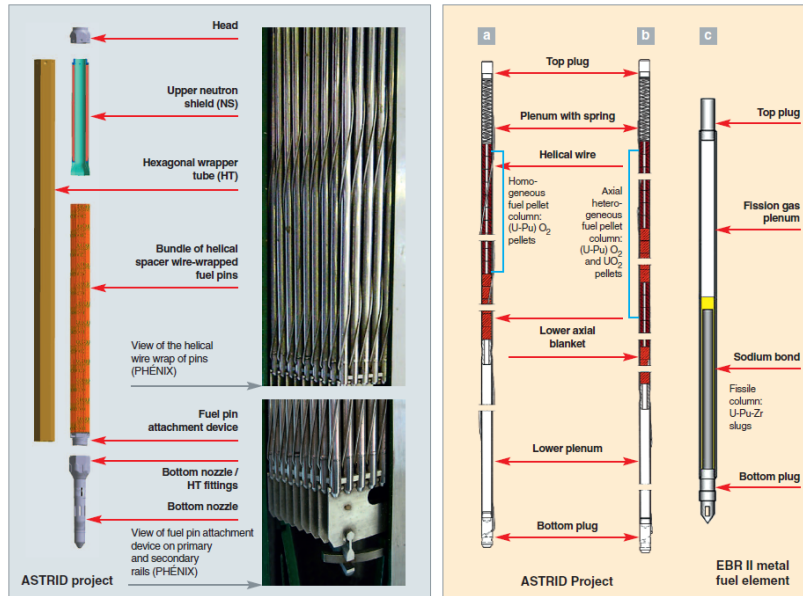 Head
Upper neutron
shield (NS)
Hexagonal wrapper
tube (HT)
Bundle of helical
spacer wire-wrapped
fuel pins
View of the helical
wire wrap of pins
(PHÉNIX)
Fuel pin
attachment device
Bottom nozzle /
HT fittings
Bottom nozzle
View of fuel pin attachment
device on primary
and secondary
rails (PHÉNIX)
ASTRID project
a
b
c
Top plug
Plenum with spring
Helical wire
Homo-
geneous
fuel pellet
column:
(U-Pu) O2
pellets
Axial
hetero-
geneous
fuel pellet
column:
(U-Pu) O2
and UO2
pellets
Lower axial
blanket
Lower plenum
Bottom plug
ASTRID Project
Top plug
Fission gas
plenum
Sodium bond
Fissile
column:
U-Pu-Zr
slugs
Bottom plug
EBR II metal
fuel element